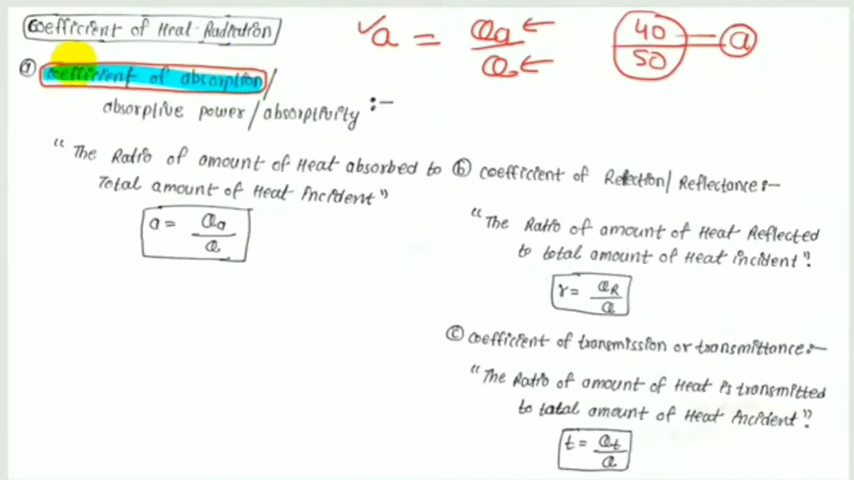 Coefficient of Heat Radiation
✓a = Qa / Q
40 / 50 = a
(a) coefficient of absorption/
absorptive power/absorptivity :-
"The Ratio of amount of Heat absorbed to
Total amount of Heat incident"
a = Qa / Q
(b) coefficient of Reflection/Reflectance:-
"The Ratio of amount of Heat Reflected
to total amount of Heat incident".
r = QR / Q
(c) coefficient of transmission or transmittance:-
"The Ratio of amount of Heat is transmitted
to total amount of Heat incident".
t = Qt / Q